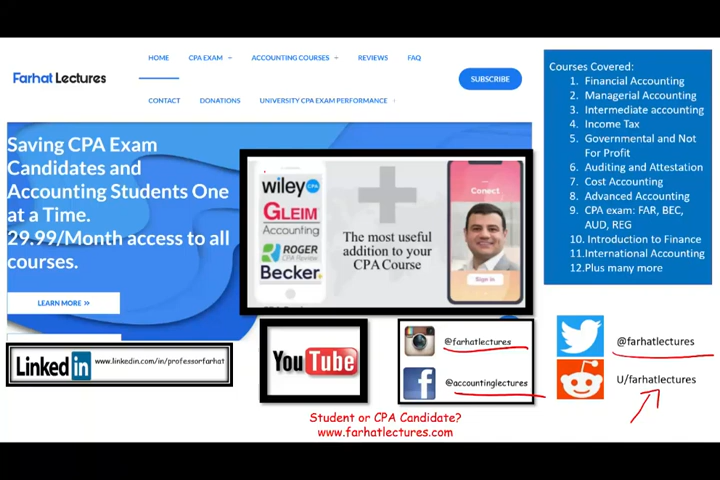 HOME
CPA EXAM
ACCOUNTING COURSES
REVIEWS
FAQ
Farhat Lectures
SUBSCRIBE
CONTACT
DONATIONS
UNIVERSITY CPA EXAM PERFORMANCE
Saving CPA Exam
Candidates and
Accounting Students One
at a Time.
29.99/Month access to all
courses.
LEARN MORE »
wiley CPA
GLEIM
Accounting
ROGER
CPA Review
Becker.
The most useful
addition to your
CPA Course
Conect
Sign in
Courses Covered:
1. Financial Accounting
2. Managerial Accounting
3. Intermediate accounting
4. Income Tax
5. Governmental and Not
For Profit
6. Auditing and Attestation
7. Cost Accounting
8. Advanced Accounting
9. CPA exam: FAR, BEC,
AUD, REG
10. Introduction to Finance
11. International Accounting
12. Plus many more
Linked in
www.linkedin.com/in/professorfarhat
YouTube
@farhatlectures
@accountinglectures
@farhatlectures
U/farhatlectures
Student or CPA Candidate?
www.farhatlectures.com